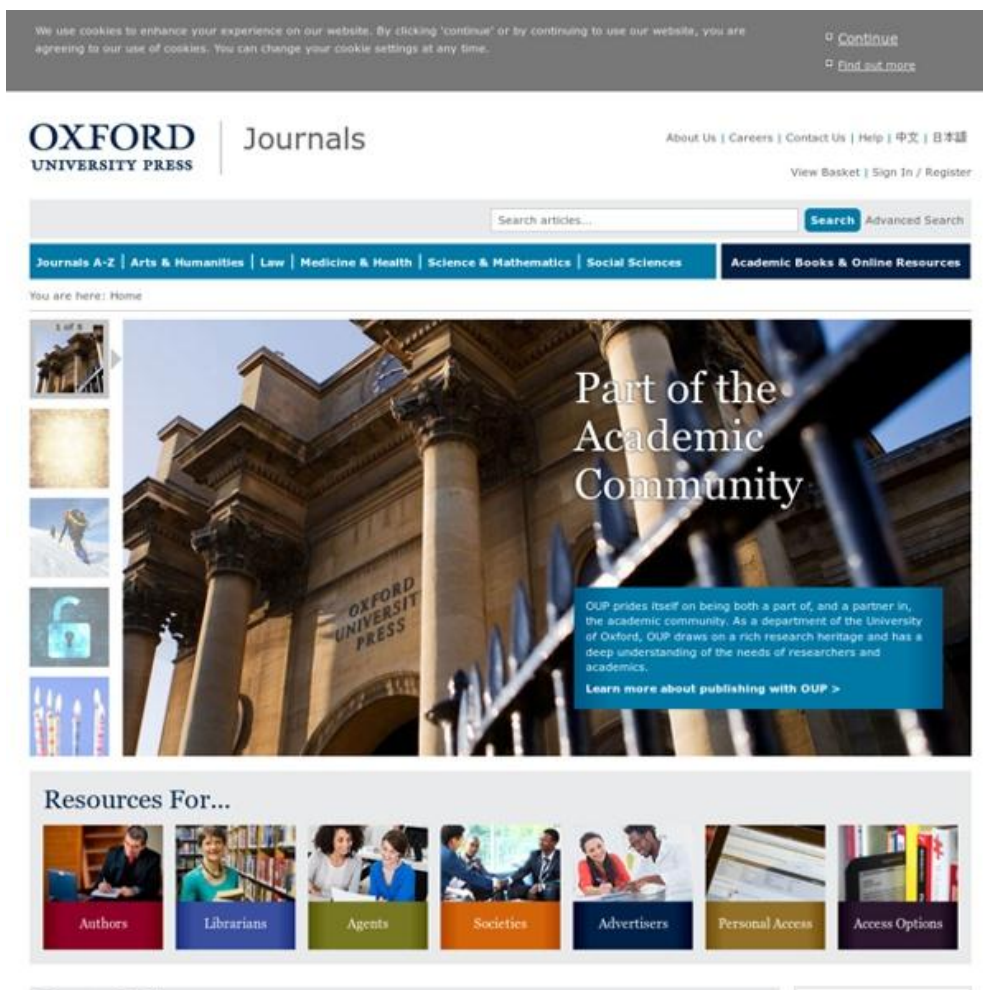 We use cookies to enhance your experience on our website. By clicking 'continue' or by continuing to use our website, you are
agreeing to our use of cookies. You can change your cookie settings at any time.
Continue
Find out more
OXFORD
UNIVERSITY PRESS
Journals
About Us | Careers | Contact Us | Help | 中文 | 日本語
View Basket | Sign In / Register
Search articles...
Search
Advanced Search
Journals A-Z | Arts & Humanities | Law | Medicine & Health | Science & Mathematics | Social Sciences
Academic Books & Online Resources
You are here: Home
1 of 5
Part of the
Academic
Community
OXFORD
UNIVERSIT
PRESS
OUP prides itself on being both a part of, and a partner in,
the academic community. As a department of the University
of Oxford, OUP draws on a rich research heritage and has a
deep understanding of the needs of researchers and
academics.
Learn more about publishing with OUP >
Resources For...
Authors
Librarians
Agents
Societies
Advertisers
Personal Access
Access Options